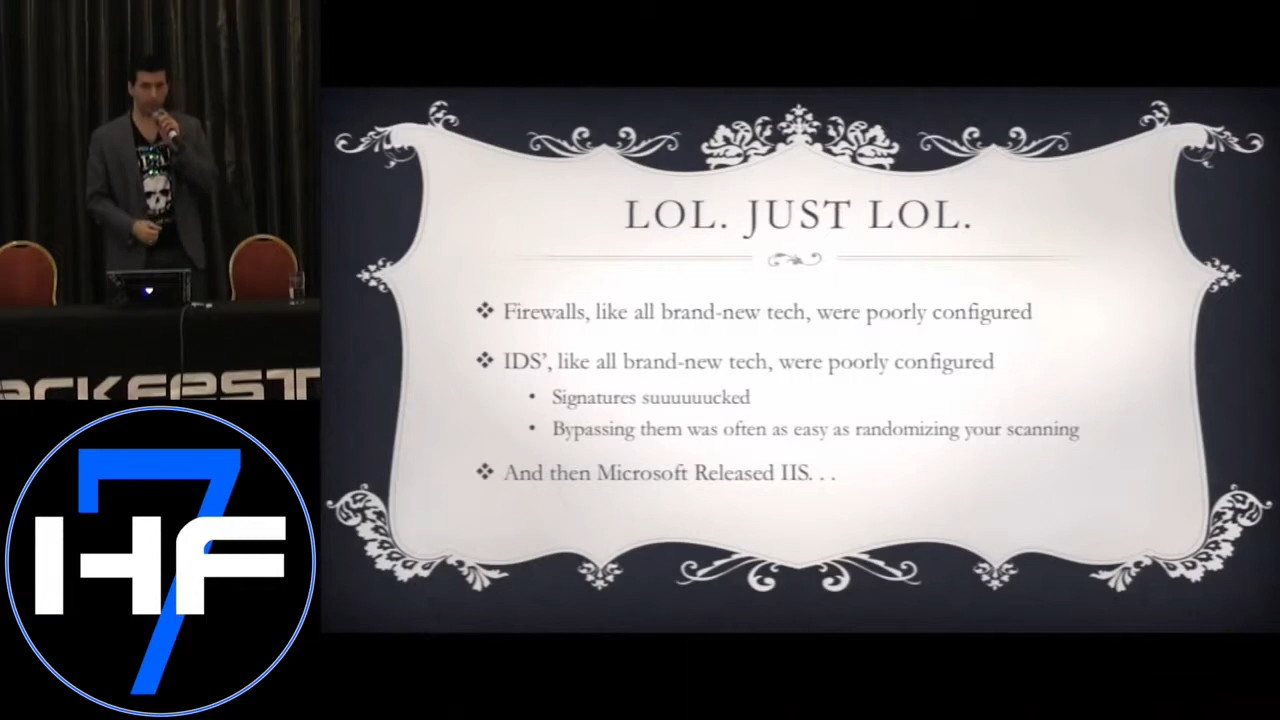 LOL. JUST LOL.
Firewalls, like all brand-new tech, were poorly configured
IDS', like all brand-new tech, were poorly configured
Signatures suuuuuucked
Bypassing them was often as easy as randomizing your scanning
And then Microsoft Released IIS. . .
ACKFEST
7
HF